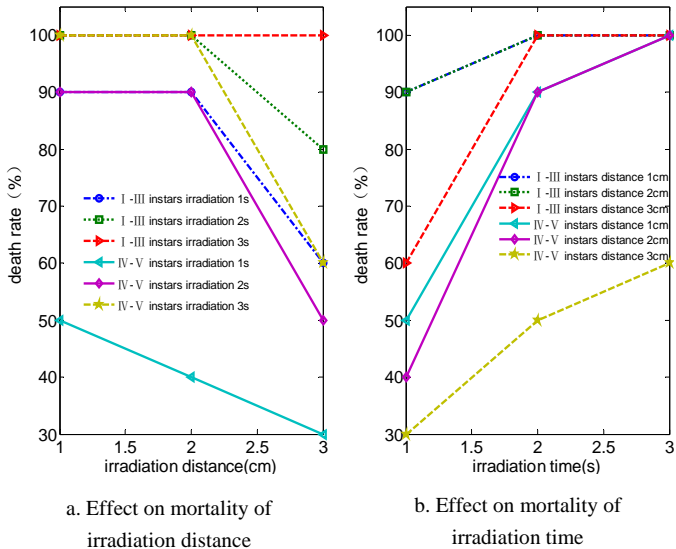 100
90
80
70
60
50
40
30
death rate（%）
Ⅰ-III instars irradiation 1s
Ⅰ-III instars irradiation 2s
Ⅰ-III instars irradiation 3s
Ⅳ-Ⅴ instars irradiation 1s
Ⅳ-Ⅴ instars irradiation 2s
Ⅳ-Ⅴ instars irradiation 3s
1 1.5 2 2.5 3
irradiation distance(cm)
a. Effect on mortality of
irradiation distance
100
90
80
70
60
50
40
30
death rate（%）
Ⅰ-III instars distance 1cm
Ⅰ-III instars distance 2cm
Ⅰ-III instars distance 3cm
Ⅳ-Ⅴ instars distance 1cm
Ⅳ-Ⅴ instars distance 2cm
Ⅳ-Ⅴ instars distance 3cm
1 1.5 2 2.5 3
irradiation time(s)
b. Effect on mortality of
irradiation time